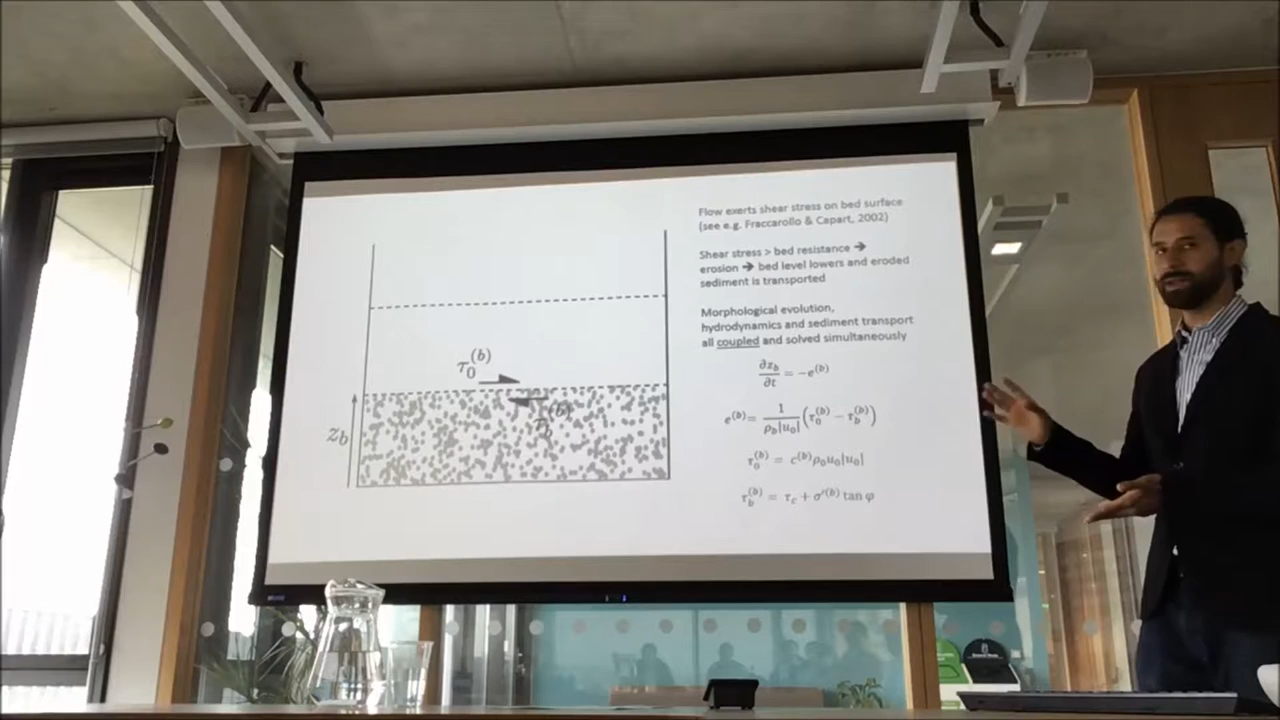 Flow exerts shear stress on bed surface
(see e.g. Fraccarollo & Capart, 2002)
Shear stress > bed resistance ➔
erosion ➔ bed level lowers and eroded
sediment is transported
Morphological evolution,
hydrodynamics and sediment transport
all coupled and solved simultaneously
∂z_b/∂t = −e^(b)
e^(b) = 1/(ρ_b|u_0|) (τ_0^(b) − τ_b^(b))
τ_0^(b) = c^(b)ρ_0u_0|u_0|
τ_b^(b) = τ_c + σ′^(b) tan φ
τ_0^(b)
τ_b^(b)
z_b